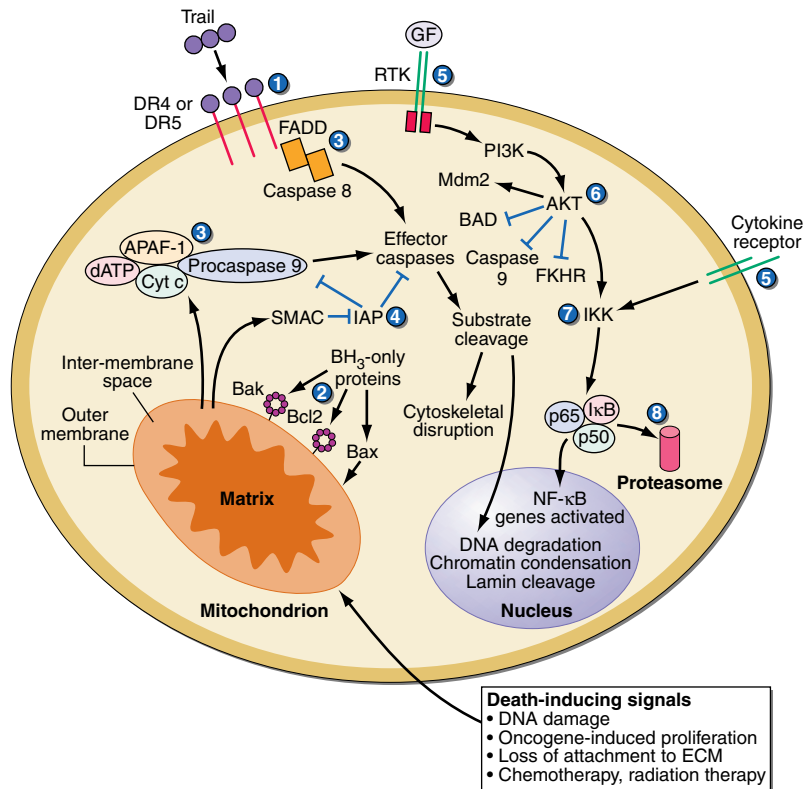 Trail
GF
RTK
5
1
DR4 or
DR5
FADD
3
Caspase 8
PI3K
Mdm2
AKT
6
BAD
Caspase
9
FKHR
Cytokine
receptor
5
APAF-1
3
dATP
Cyt c
Procaspase 9
Effector
caspases
SMAC
IAP
4
7
IKK
Substrate
cleavage
Inter-membrane
space
Outer
membrane
BH3-only
proteins
Bak
2
Bcl2
Bax
Cytoskeletal
disruption
p65
IκB
p50
8
Proteasome
Matrix
Mitochondrion
NF-κB
genes activated
DNA degradation
Chromatin condensation
Lamin cleavage
Nucleus
Death-inducing signals
• DNA damage
• Oncogene-induced proliferation
• Loss of attachment to ECM
• Chemotherapy, radiation therapy